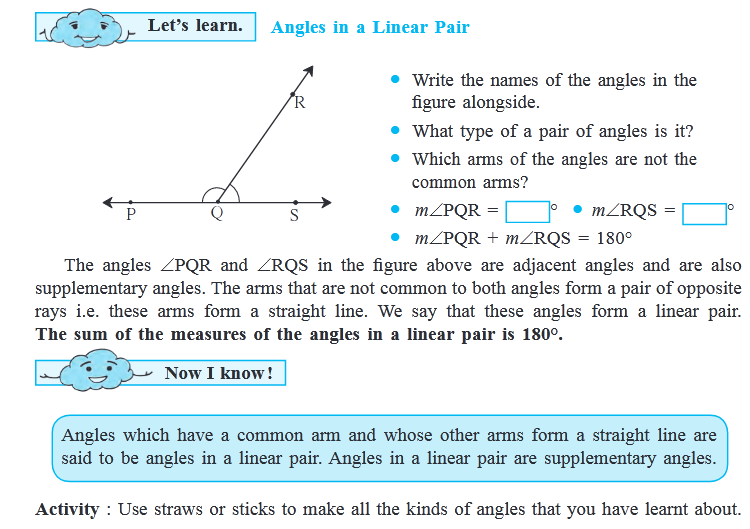 Let's learn. Angles in a Linear Pair
R
P
Q
S
• Write the names of the angles in the
figure alongside.
• What type of a pair of angles is it?
• Which arms of the angles are not the
common arms?
• m∠PQR = ° • m∠RQS = °
• m∠PQR + m∠RQS = 180°
The angles ∠PQR and ∠RQS in the figure above are adjacent angles and are also
supplementary angles. The arms that are not common to both angles form a pair of opposite
rays i.e. these arms form a straight line. We say that these angles form a linear pair.
The sum of the measures of the angles in a linear pair is 180°.
Now I know!
Angles which have a common arm and whose other arms form a straight line are
said to be angles in a linear pair. Angles in a linear pair are supplementary angles.
Activity : Use straws or sticks to make all the kinds of angles that you have learnt about.